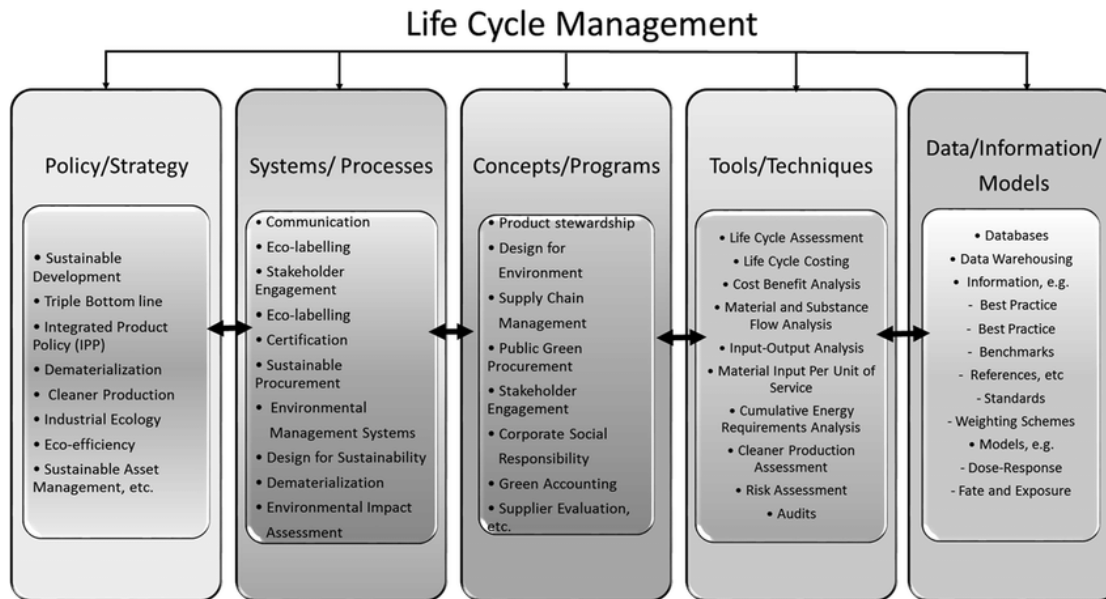 Life Cycle Management
Policy/Strategy
• Sustainable
Development
• Triple Bottom line
• Integrated Product
Policy (IPP)
• Dematerialization
• Cleaner Production
• Industrial Ecology
• Eco-efficiency
• Sustainable Asset
Management, etc.
Systems/ Processes
• Communication
• Eco-labelling
• Stakeholder
Engagement
• Eco-labelling
• Certification
• Sustainable
Procurement
• Environmental
Management Systems
• Design for Sustainability
• Dematerialization
• Environmental Impact
Assessment
Concepts/Programs
• Product stewardship
• Design for
Environment
• Supply Chain
Management
• Public Green
Procurement
• Stakeholder
Engagement
• Corporate Social
Responsibility
• Green Accounting
• Supplier Evaluation,
etc.
Tools/Techniques
• Life Cycle Assessment
• Life Cycle Costing
• Cost Benefit Analysis
• Material and Substance
Flow Analysis
• Input-Output Analysis
• Material Input Per Unit of
Service
• Cumulative Energy
Requirements Analysis
• Cleaner Production
Assessment
• Risk Assessment
• Audits
Data/Information/
Models
• Databases
• Data Warehousing
• Information, e.g.
- Best Practice
- Best Practice
- Benchmarks
- References, etc
- Standards
- Weighting Schemes
• Models, e.g.
- Dose-Response
- Fate and Exposure